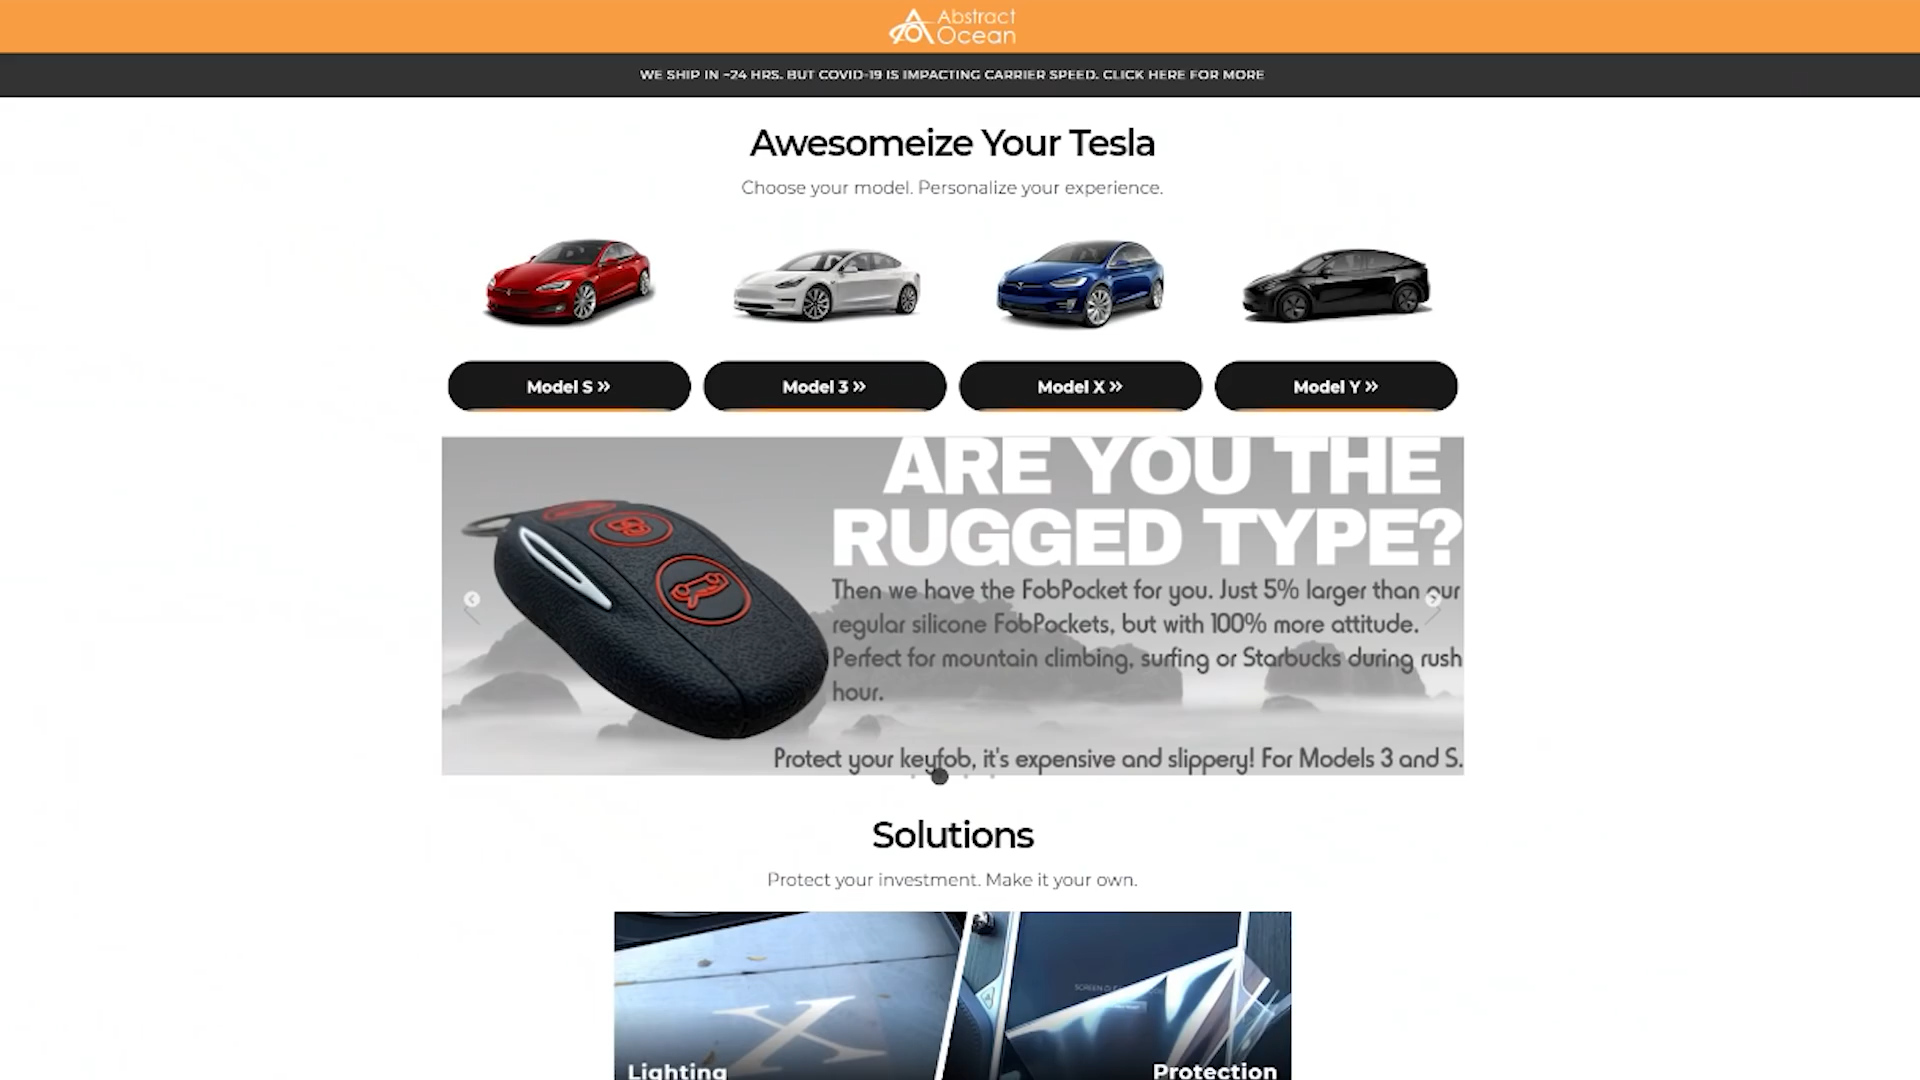 Abstract
Ocean
WE SHIP IN ~24 HRS. BUT COVID-19 IS IMPACTING CARRIER SPEED. CLICK HERE FOR MORE
Awesomeize Your Tesla
Choose your model. Personalize your experience.
Model S »
Model 3 »
Model X »
Model Y »
ARE YOU THE
RUGGED TYPE?
Then we have the FobPocket for you. Just 5% larger than our
regular silicone FobPockets, but with 100% more attitude.
Perfect for mountain climbing, surfing or Starbucks during rush
hour.
Protect your keyfob, it's expensive and slippery! For Models 3 and S.
Solutions
Protect your investment. Make it your own.
X
Lighting
Protection